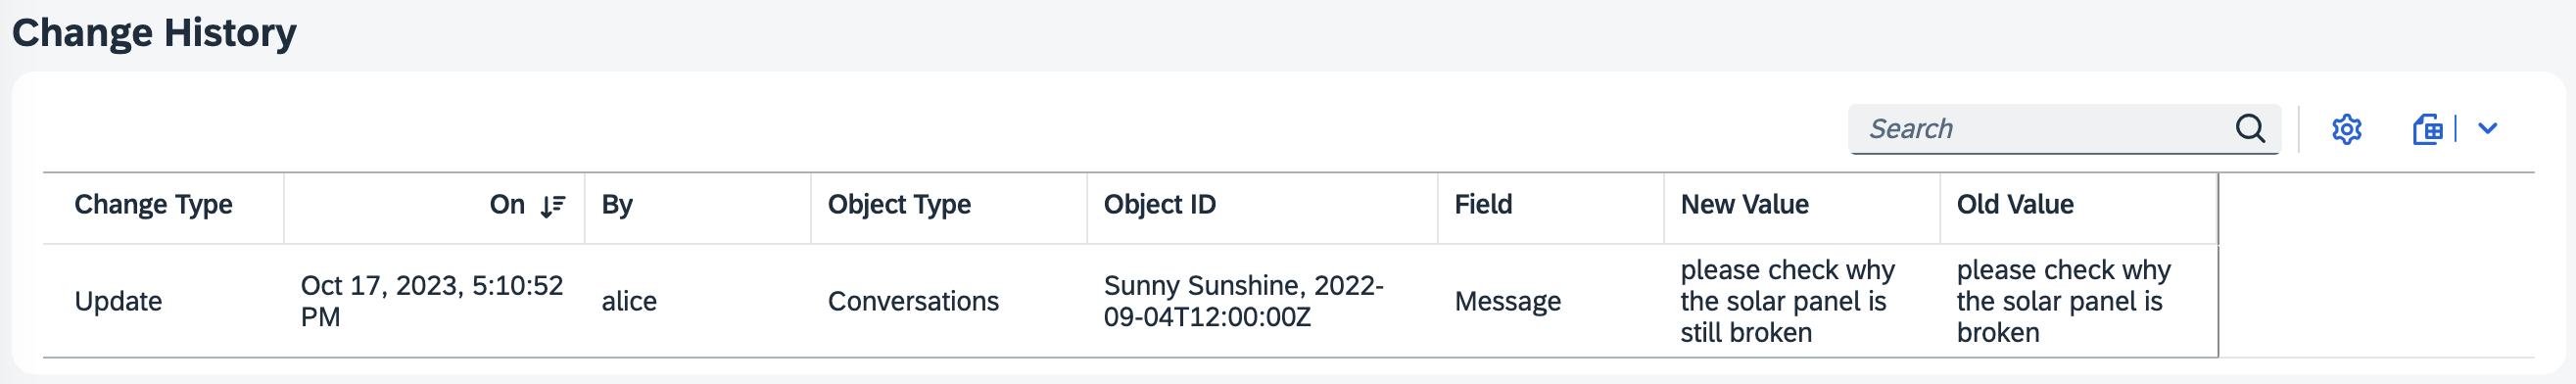 Change History
Search
Change Type On By Object Type Object ID Field New Value Old Value
Update
Oct 17, 2023, 5:10:52
PM
alice
Conversations
Sunny Sunshine, 2022-
09-04T12:00:00Z
Message
please check why
the solar panel is
still broken
please check why
the solar panel is
broken